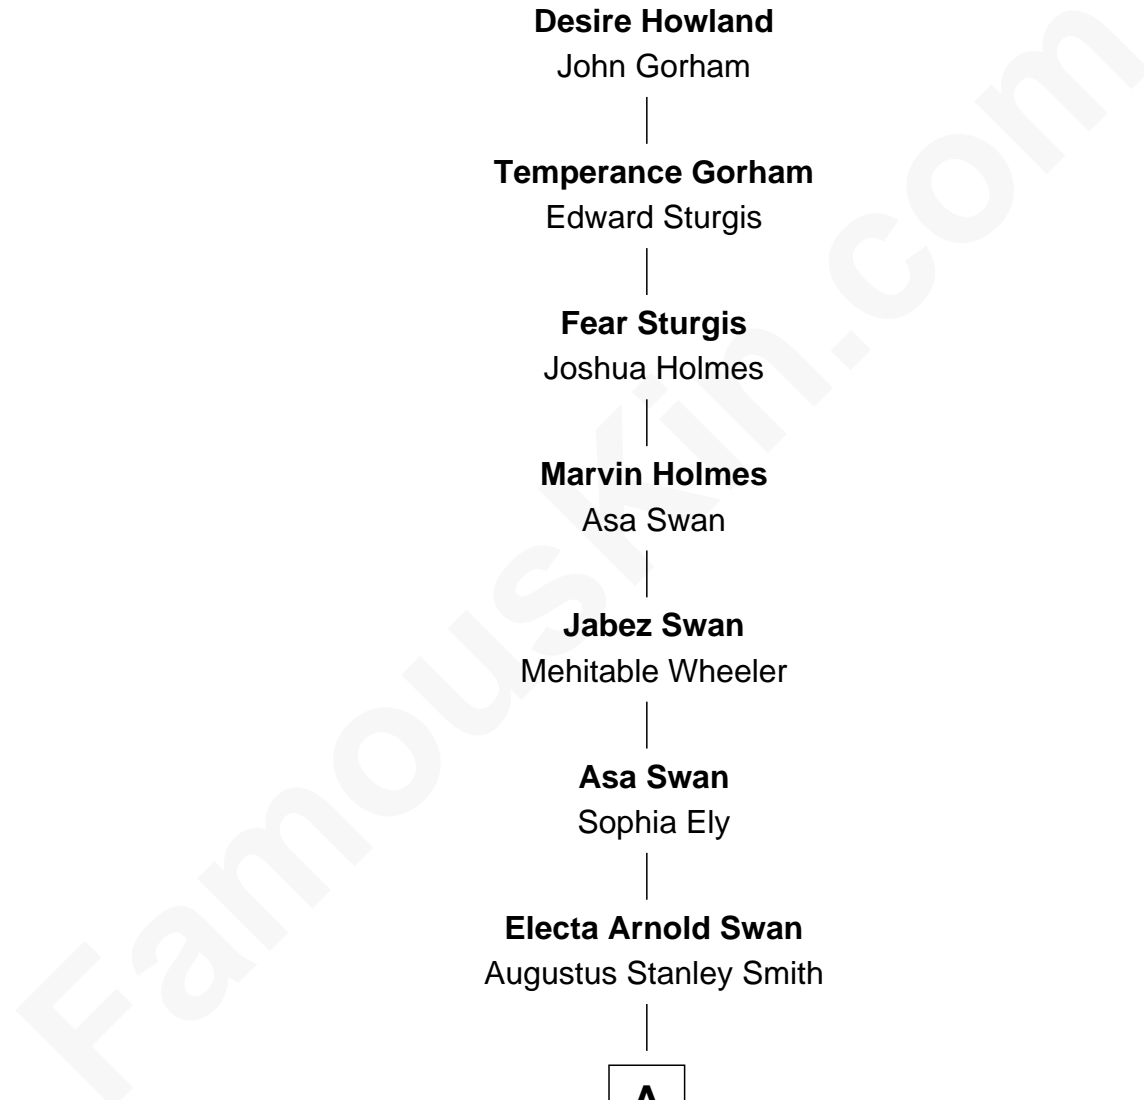 Desire Howland
John Gorham
Temperance Gorham
Edward Sturgis
Fear Sturgis
Joshua Holmes
Marvin Holmes
Asa Swan
Jabez Swan
Mehitable Wheeler
Asa Swan
Sophia Ely
Electa Arnold Swan
Augustus Stanley Smith
A
FamousKin.com